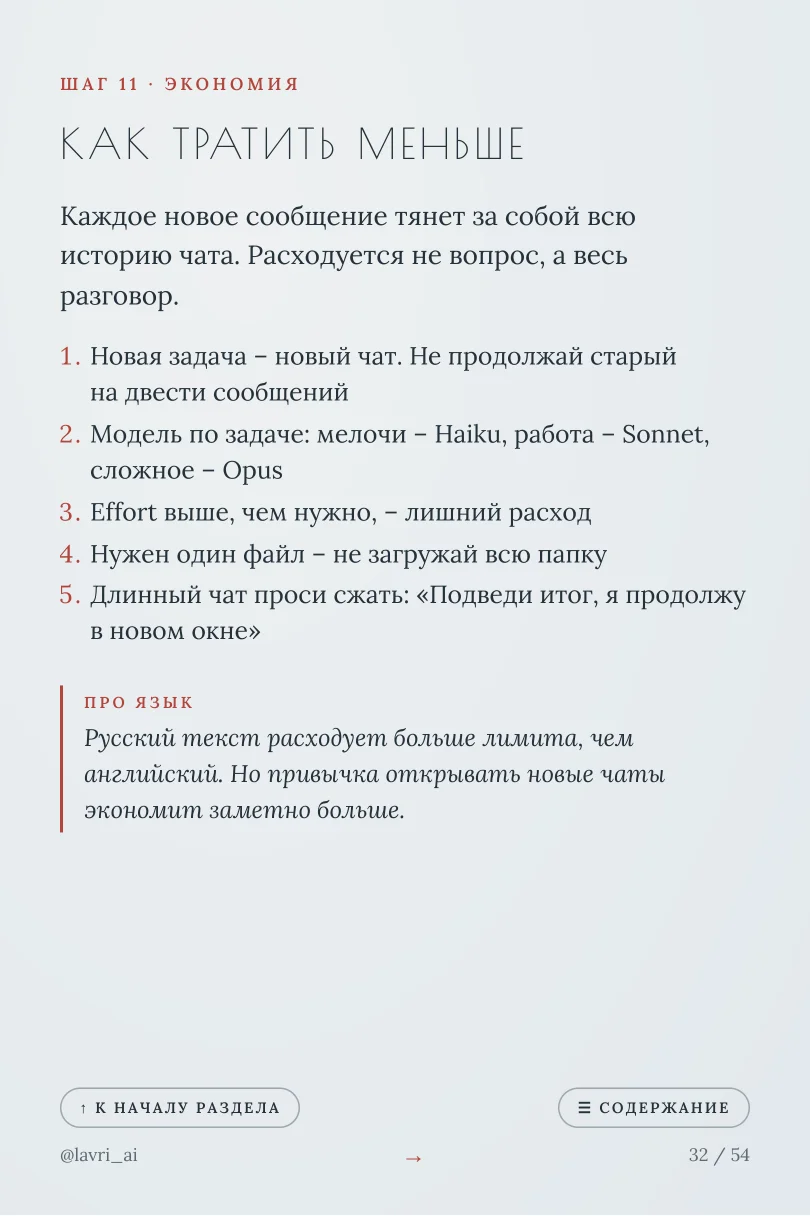 ШАГ 11 · ЭКОНОМИЯ
КАК ТРАТИТЬ МЕНЬШЕ
Каждое новое сообщение тянет за собой всю
историю чата. Расходуется не вопрос, а весь
разговор.
1. Новая задача – новый чат. Не продолжай старый
на двести сообщений
2. Модель по задаче: мелочи – Haiku, работа – Sonnet,
сложное – Opus
3. Effort выше, чем нужно, – лишний расход
4. Нужен один файл – не загружай всю папку
5. Длинный чат проси сжать: «Подведи итог, я продолжу
в новом окне»
ПРО ЯЗЫК
Русский текст расходует больше лимита, чем
английский. Но привычка открывать новые чаты
экономит заметно больше.
↑ К НАЧАЛУ РАЗДЕЛА
☰ СОДЕРЖАНИЕ
@lavri_ai
→
32 / 54